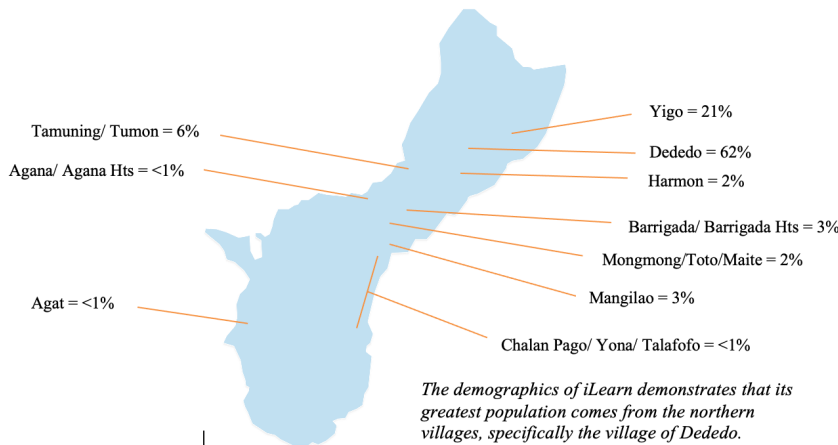 Yigo: 21%
Tamuning/ Tumon = 6%
Dededo = 62%
Agana/ Agana Hts = <1%
Harmon = 2%
Barrigada/ Barrigada Hts = 3%
Mongmong/Toto/Maite = 2%
Agat = <1%
Mangilao = 3%
Chalan Pago/ Yona/ Talafofo = <1%
The demographics of iLearn demonstrates that its
greatest population comes from the northern
villages, specifically the village of Dededo.